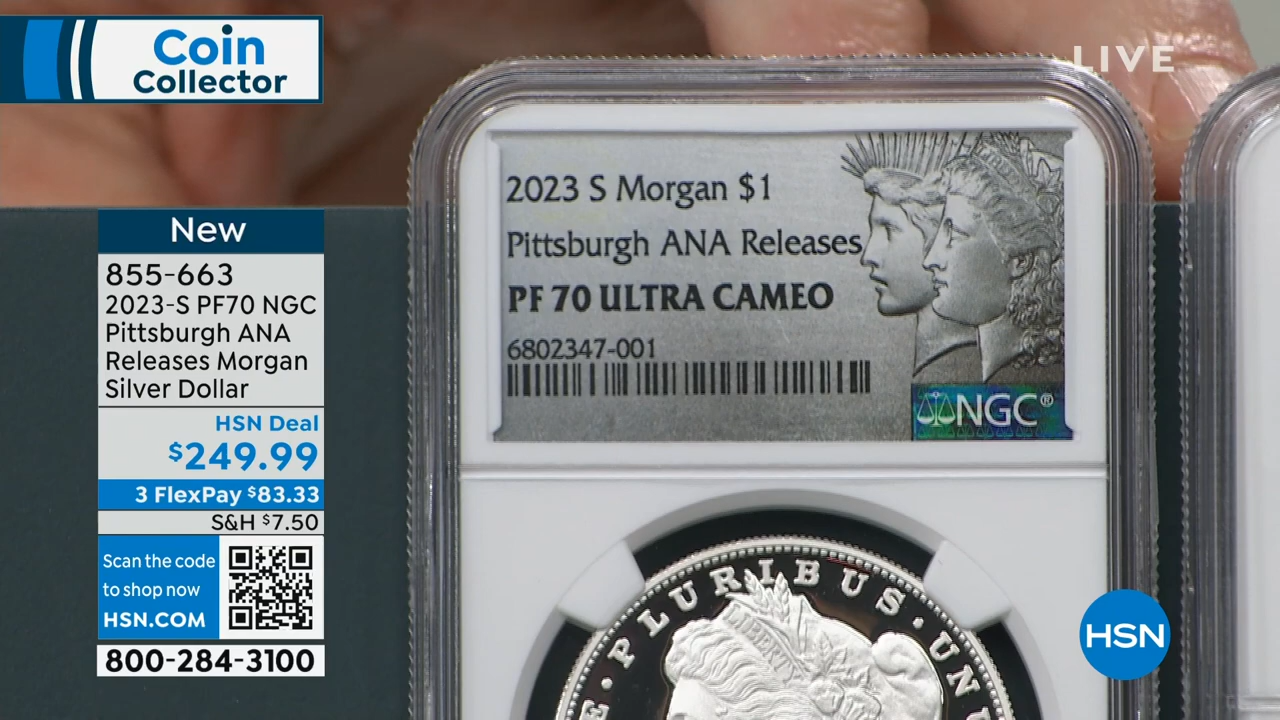 Coin
Collector
LIVE
New
855-663
2023-S PF70 NGC
Pittsburgh ANA
Releases Morgan
Silver Dollar
HSN Deal
$249.99
3 FlexPay $83.33
S&H $7.50
Scan the code
to shop now
HSN.COM
800-284-3100
2023 S Morgan $1
Pittsburgh ANA Releases
PF 70 ULTRA CAMEO
6802347-001
NGC®
E · PLURIBUS · UNU
HSN